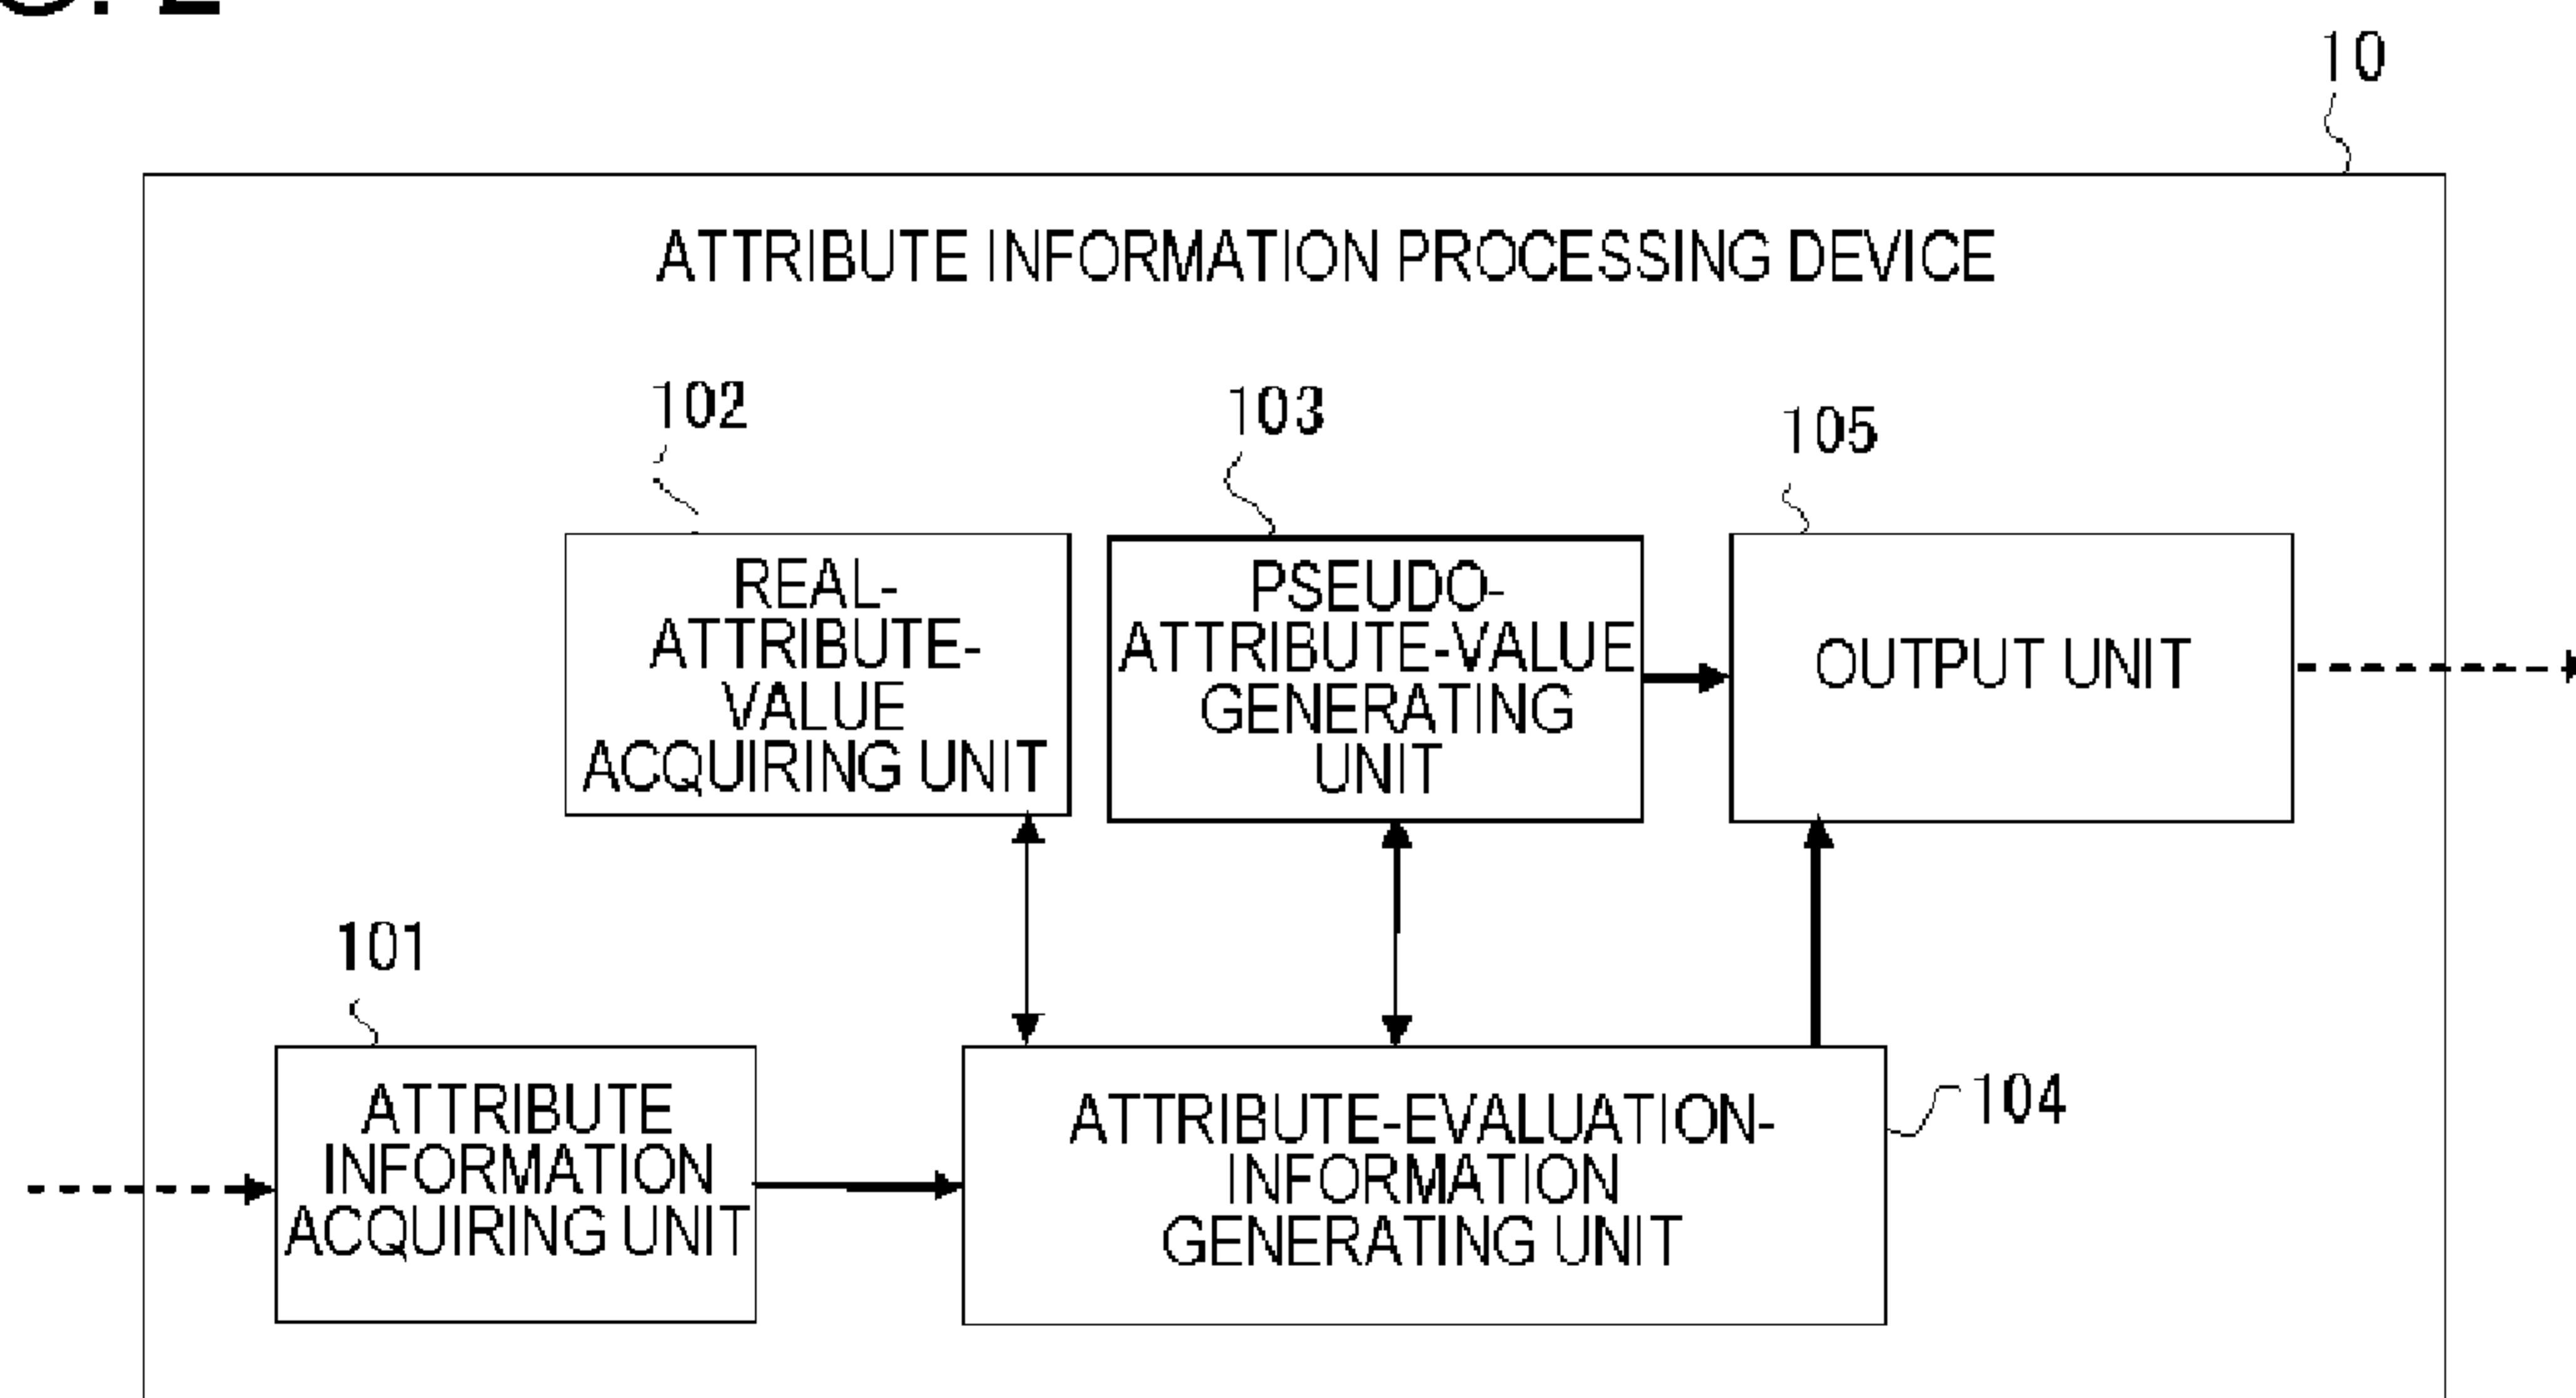 10
ATTRIBUTE INFORMATION PROCESSING DEVICE
102
103
105
REAL-
ATTRIBUTE-
VALUE
ACQUIRING UNIT
PSEUDO-
ATTRIBUTE-VALUE
GENERATING
UNIT
OUTPUT UNIT
101
ATTRIBUTE
INFORMATION
ACQUIRING UNIT
ATTRIBUTE-EVALUATION-
INFORMATION
GENERATING UNIT
104